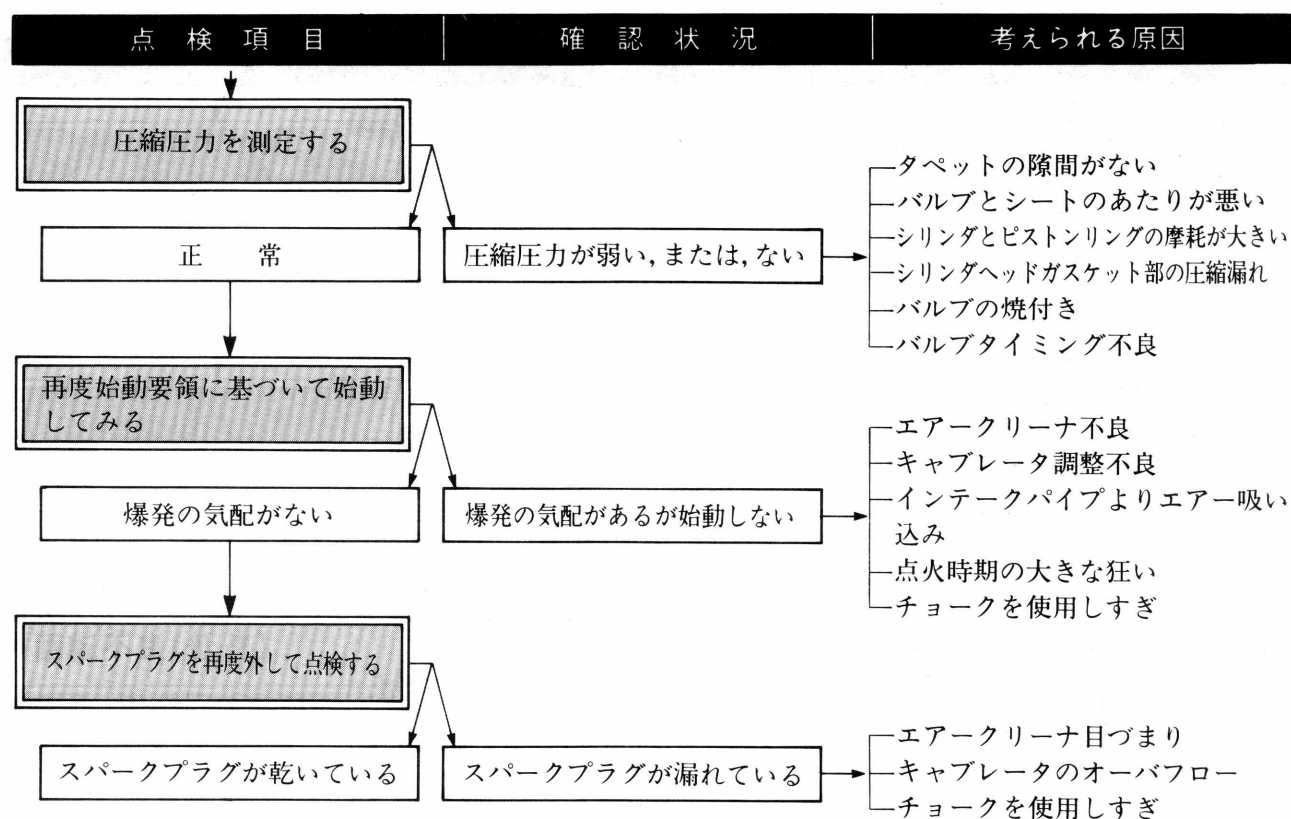 点検項目
確認状況
考えられる原因
圧縮圧力を測定する
正常
圧縮圧力が弱い,または,ない
タペットの隙間がない
バルブとシートのあたりが悪い
シリンダとピストンリングの摩耗が大きい
シリンダヘッドガスケット部の圧縮漏れ
バルブの焼付き
バルブタイミング不良
再度始動要領に基づいて始動
してみる
爆発の気配がない
爆発の気配があるが始動しない
エアークリーナ不良
キャブレータ調整不良
インテークパイプよりエアー吸い
込み
点火時期の大きな狂い
チョークを使用しすぎ
スパークプラグを再度外して点検する
スパークプラグが乾いている
スパークプラグが漏れている
エアークリーナ目づまり
キャブレータのオーバフロー
チョークを使用しすぎ